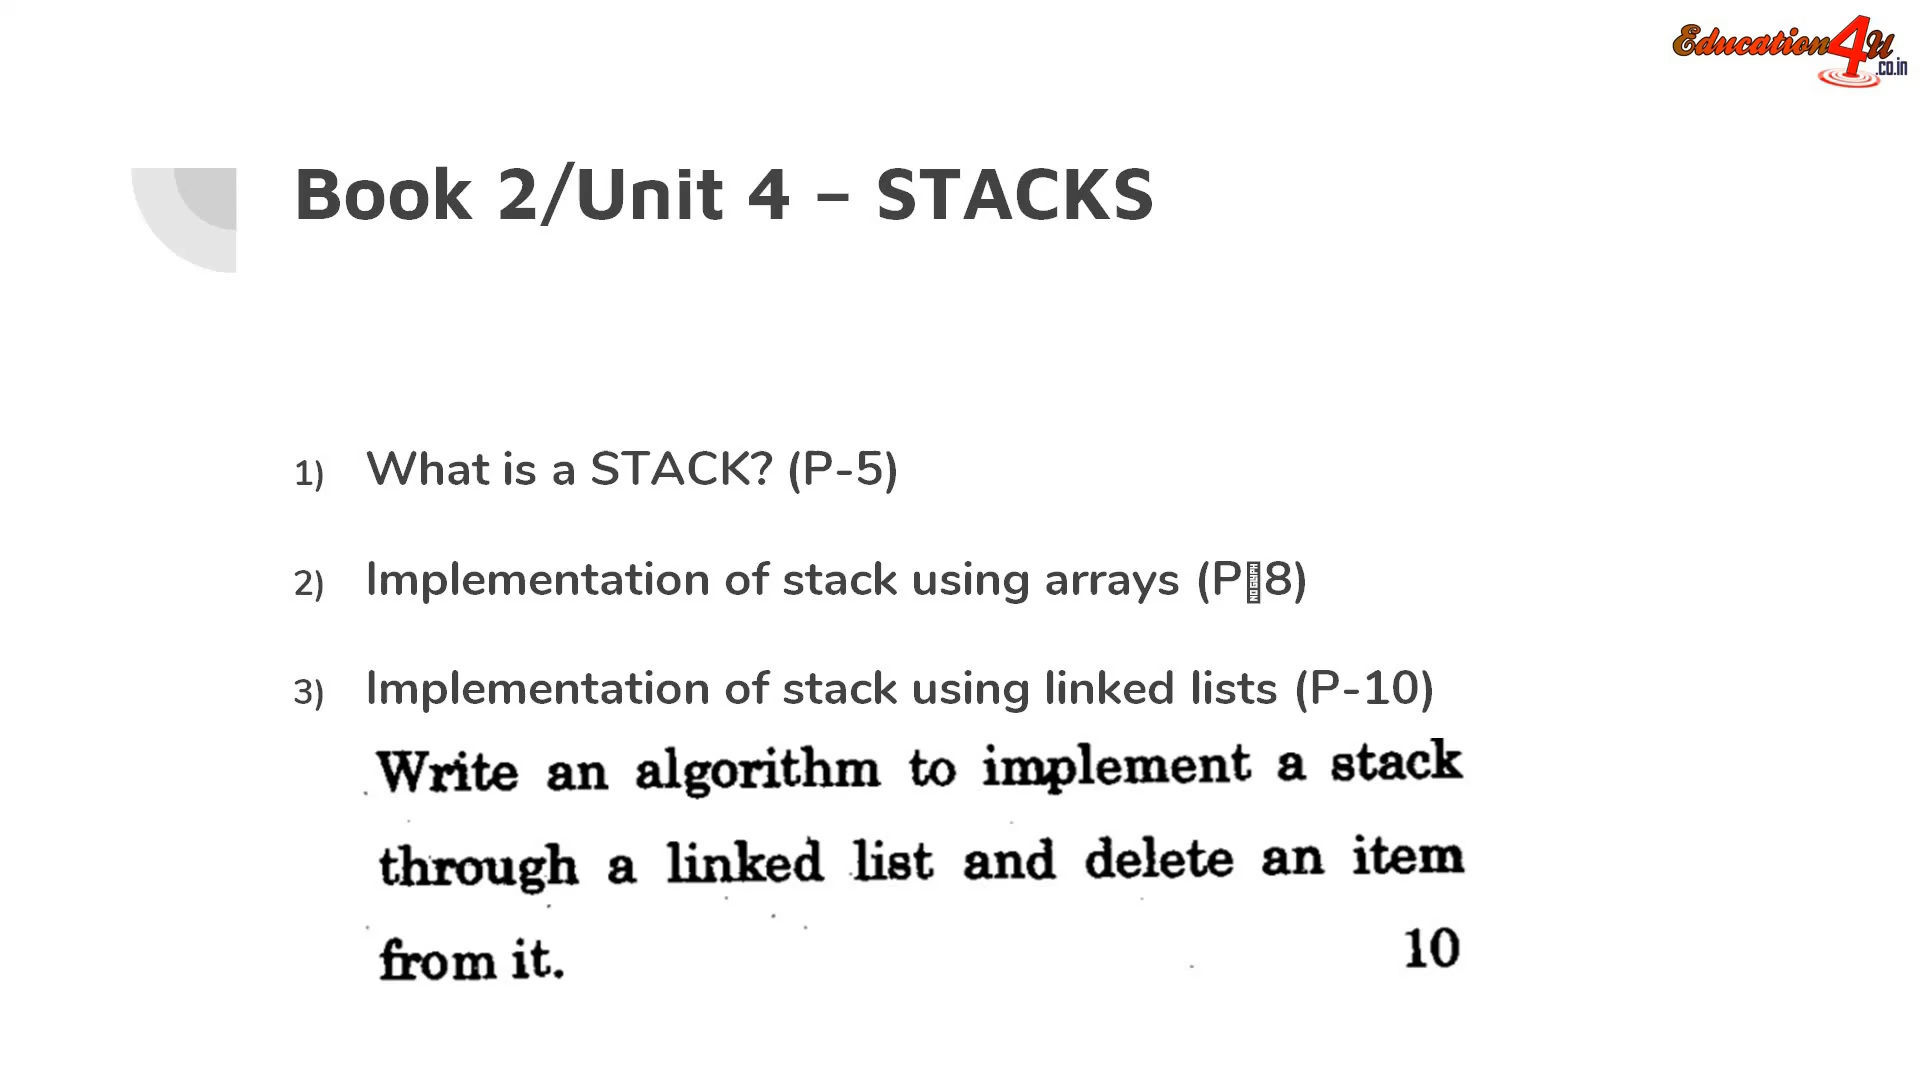 Education4u
.co.in
Book 2/Unit 4 – STACKS
1) What is a STACK? (P-5)
2) Implementation of stack using arrays (P8)
3) Implementation of stack using linked lists (P-10)
Write an algorithm to implement a stack
through a linked list and delete an item
from it. 10